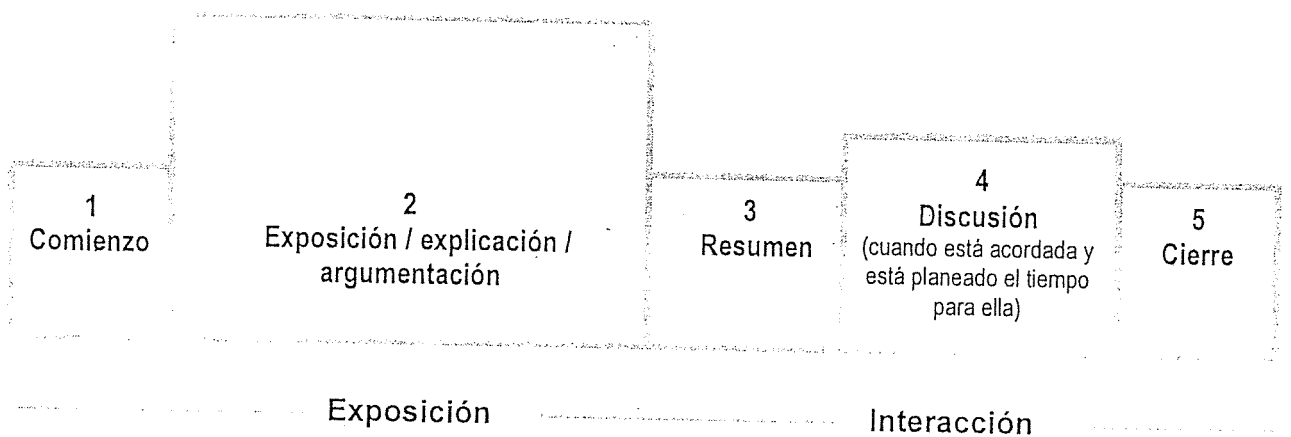 1
Comienzo
2
Exposición / explicación /
argumentación
3
Resumen
4
Discusión
(cuando está acordada y
está planeado el tiempo
para ella)
5
Cierre
Exposición
Interacción